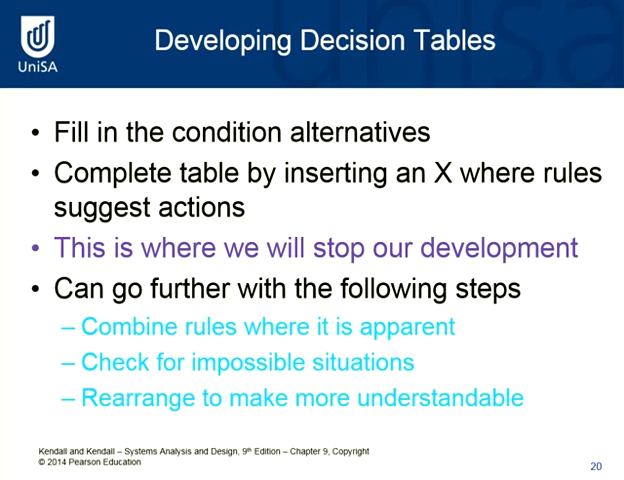 UniSA
Developing Decision Tables
• Fill in the condition alternatives
• Complete table by inserting an X where rules
suggest actions
• This is where we will stop our development
• Can go further with the following steps
– Combine rules where it is apparent
– Check for impossible situations
– Rearrange to make more understandable
Kendall and Kendall – Systems Analysis and Design, 9th Edition – Chapter 9, Copyright
© 2014 Pearson Education
20